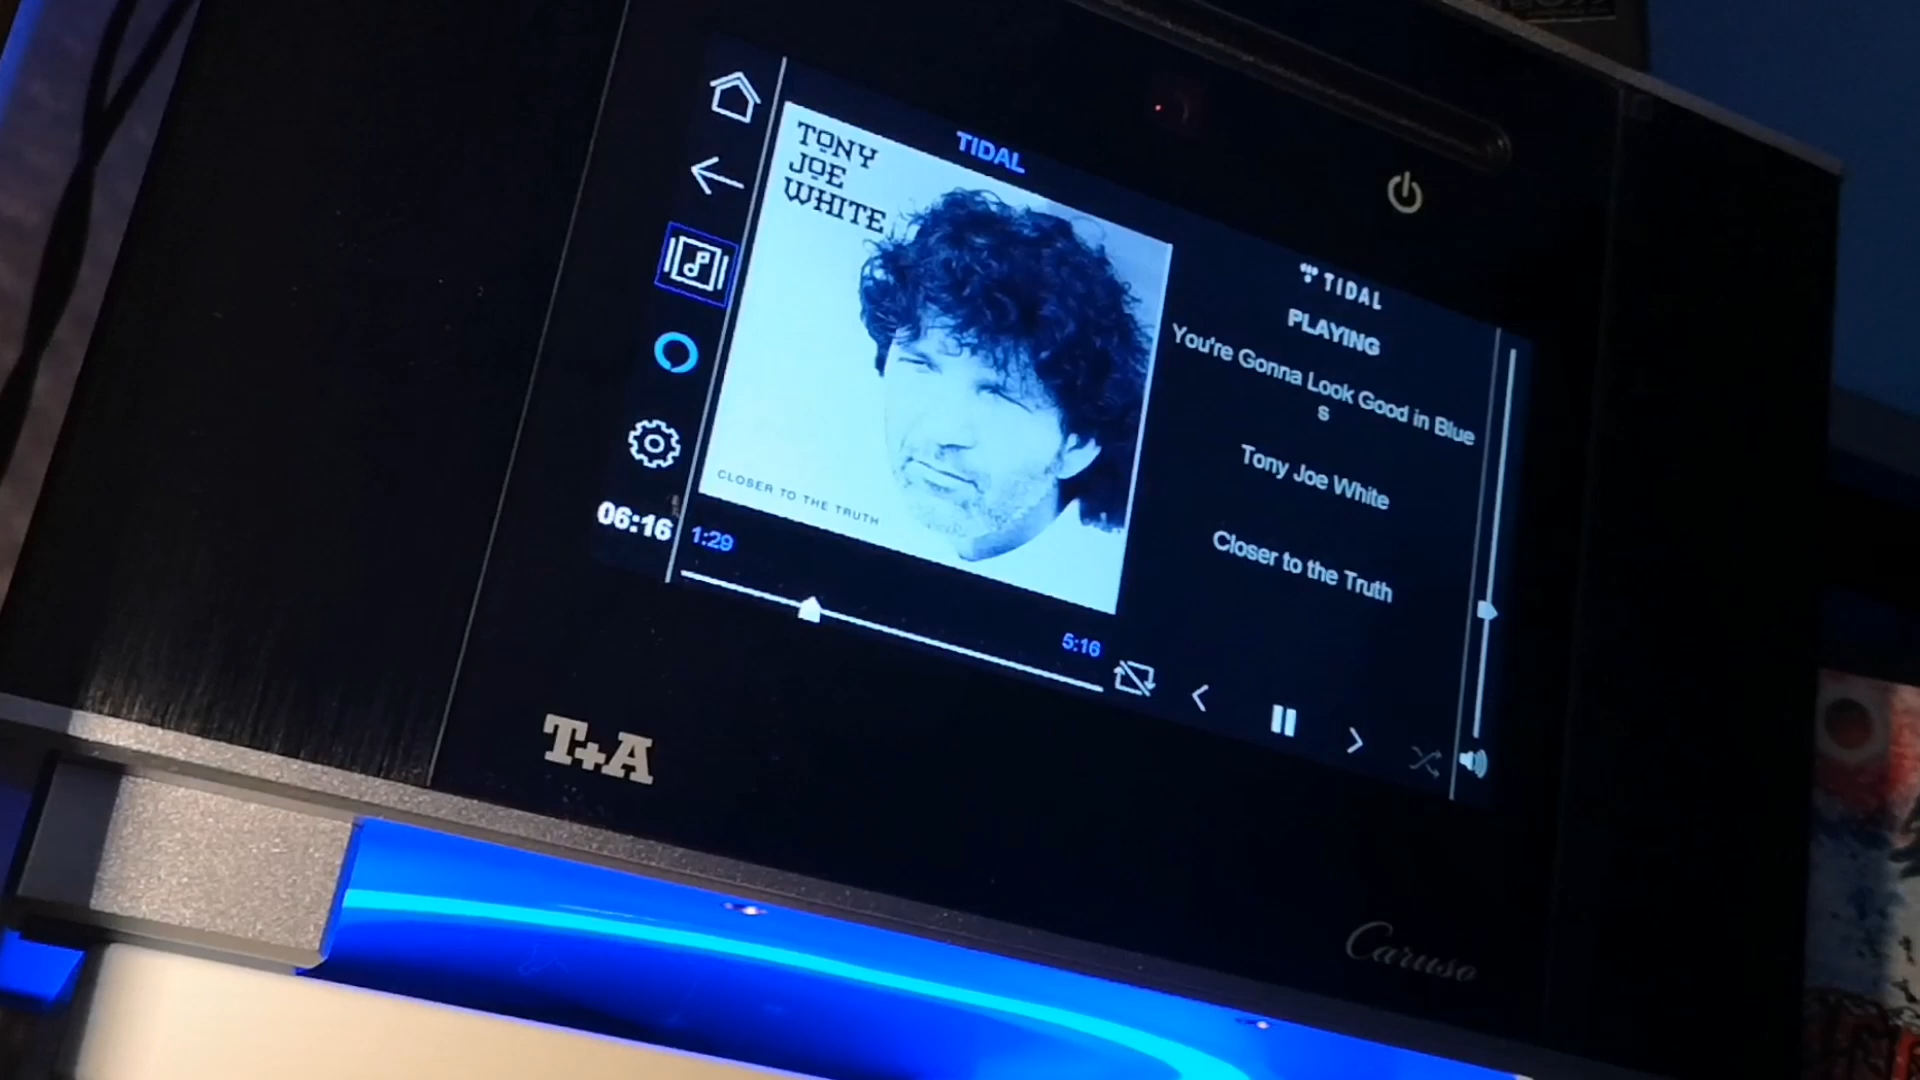 TIDAL
TONY
JOE
WHITE
CLOSER TO THE TRUTH
TIDAL
PLAYING
You're Gonna Look Good in Blue
s
Tony Joe White
Closer to the Truth
06:16
1:29
5:16
T+A
Caruso